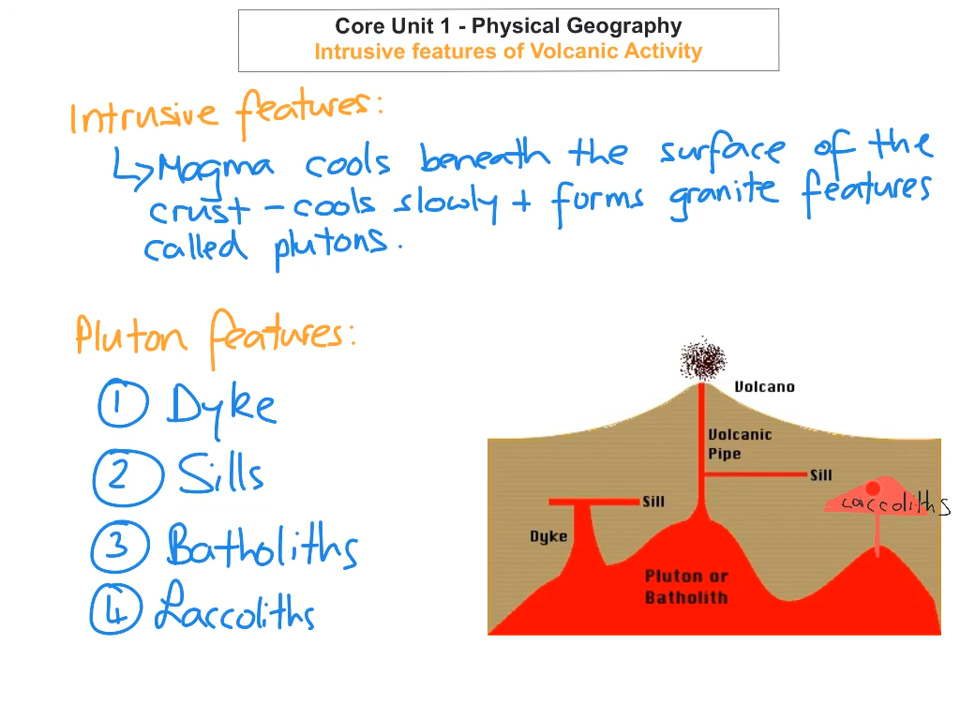 Core Unit 1 - Physical Geography
Intrusive features of Volcanic Activity
Intrusive features:
↳ Magma cools beneath the surface of the
crust - cools slowly + forms granite features
called plutons.
Pluton features:
① Dyke
② Sills
③ Batholiths
④ Laccoliths
Volcano
Volcanic
Pipe
Sill
Sill
Laccoliths
Dyke
Pluton or
Batholith